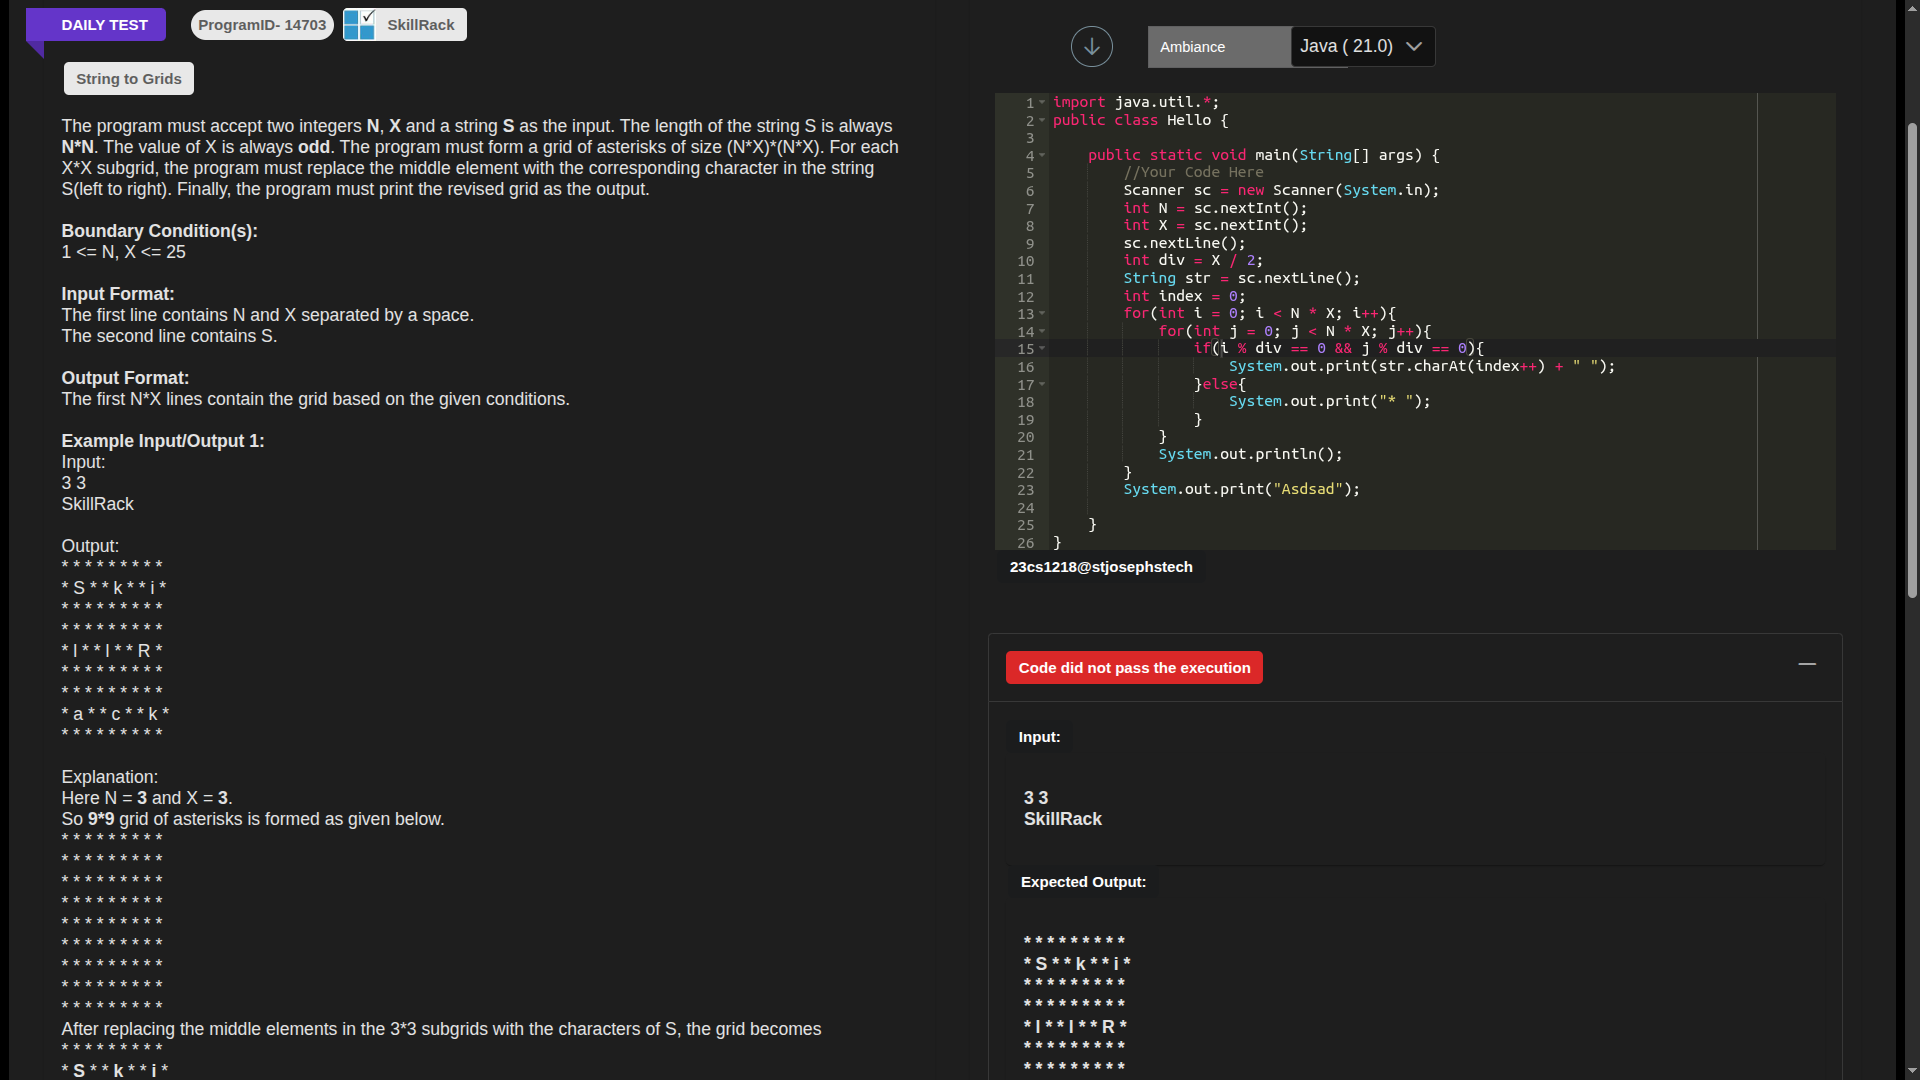 DAILY TEST
ProgramID- 14703
SkillRack
String to Grids
The program must accept two integers N, X and a string S as the input. The length of the string S is always
N*N. The value of X is always odd. The program must form a grid of asterisks of size (N*X)*(N*X). For each
X*X subgrid, the program must replace the middle element with the corresponding character in the string
S(left to right). Finally, the program must print the revised grid as the output.
Boundary Condition(s):
1 <= N, X <= 25
Input Format:
The first line contains N and X separated by a space.
The second line contains S.
Output Format:
The first N*X lines contain the grid based on the given conditions.
Example Input/Output 1:
Input:
3 3
SkillRack
Output:
* * * * * * * * *
* S * * k * * i *
* * * * * * * * *
* * * * * * * * *
* l * * l * * R *
* * * * * * * * *
* * * * * * * * *
* a * * c * * k *
* * * * * * * * *
Explanation:
Here N = 3 and X = 3.
So 9*9 grid of asterisks is formed as given below.
* * * * * * * * *
* * * * * * * * *
* * * * * * * * *
* * * * * * * * *
* * * * * * * * *
* * * * * * * * *
* * * * * * * * *
* * * * * * * * *
* * * * * * * * *
After replacing the middle elements in the 3*3 subgrids with the characters of S, the grid becomes
* * * * * * * * *
* S * * k * * i *
Ambiance
Java ( 21.0)
1 import java.util.*;
2 public class Hello {
3
4     public static void main(String[] args) {
5         //Your Code Here
6         Scanner sc = new Scanner(System.in);
7         int N = sc.nextInt();
8         int X = sc.nextInt();
9         sc.nextLine();
10         int div = X / 2;
11         String str = sc.nextLine();
12         int index = 0;
13         for(int i = 0; i < N * X; i++){
14             for(int j = 0; j < N * X; j++){
15                 if(i % div == 0 && j % div == 0){
16                     System.out.print(str.charAt(index++) + " ");
17                 }else{
18                     System.out.print("* ");
19                 }
20             }
21             System.out.println();
22         }
23         System.out.print("Asdsad");
24
25     }
26 }
23cs1218@stjosephstech
Code did not pass the execution
Input:
3 3
SkillRack
Expected Output:
* * * * * * * * *
* S * * k * * i *
* * * * * * * * *
* * * * * * * * *
* l * * l * * R *
* * * * * * * * *
* * * * * * * * *